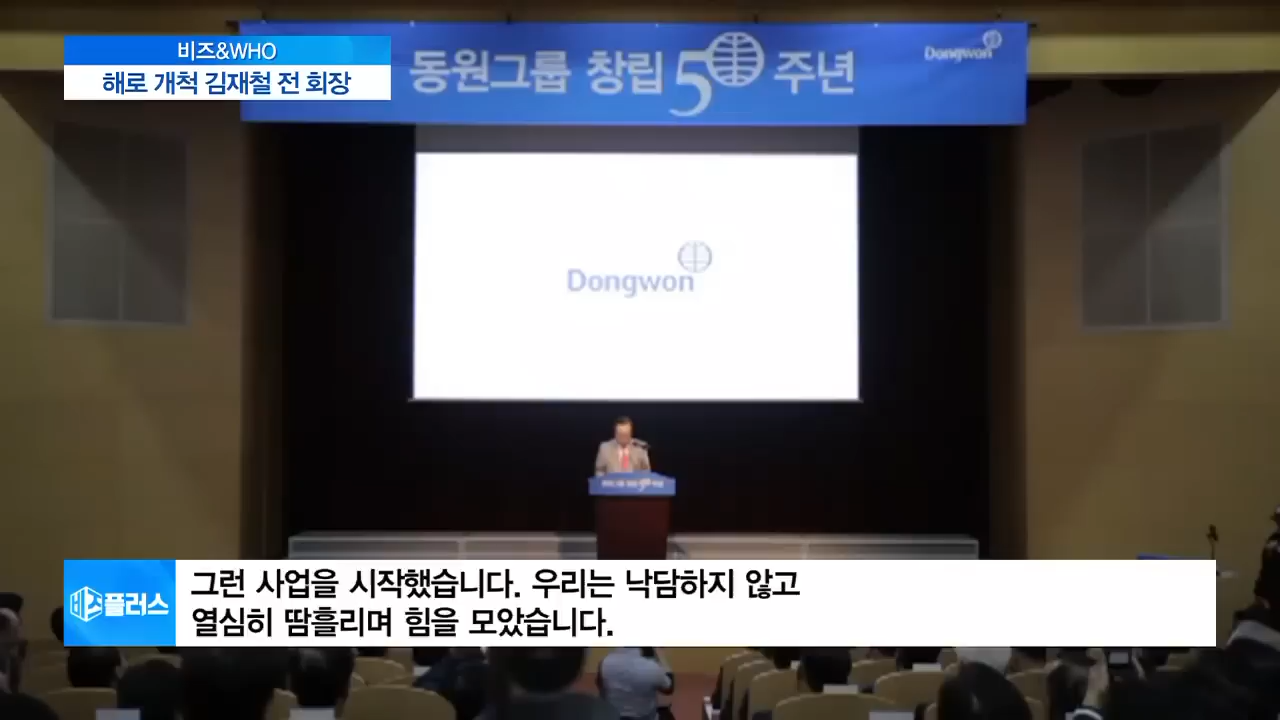 비즈&WHO
해로 개척 김재철 전 회장
동원그룹 창립 50 주년
Dongwon
Dongwon
그런 사업을 시작했습니다. 우리는 낙담하지 않고
열심히 땀흘리며 힘을 모았습니다.
비즈플러스